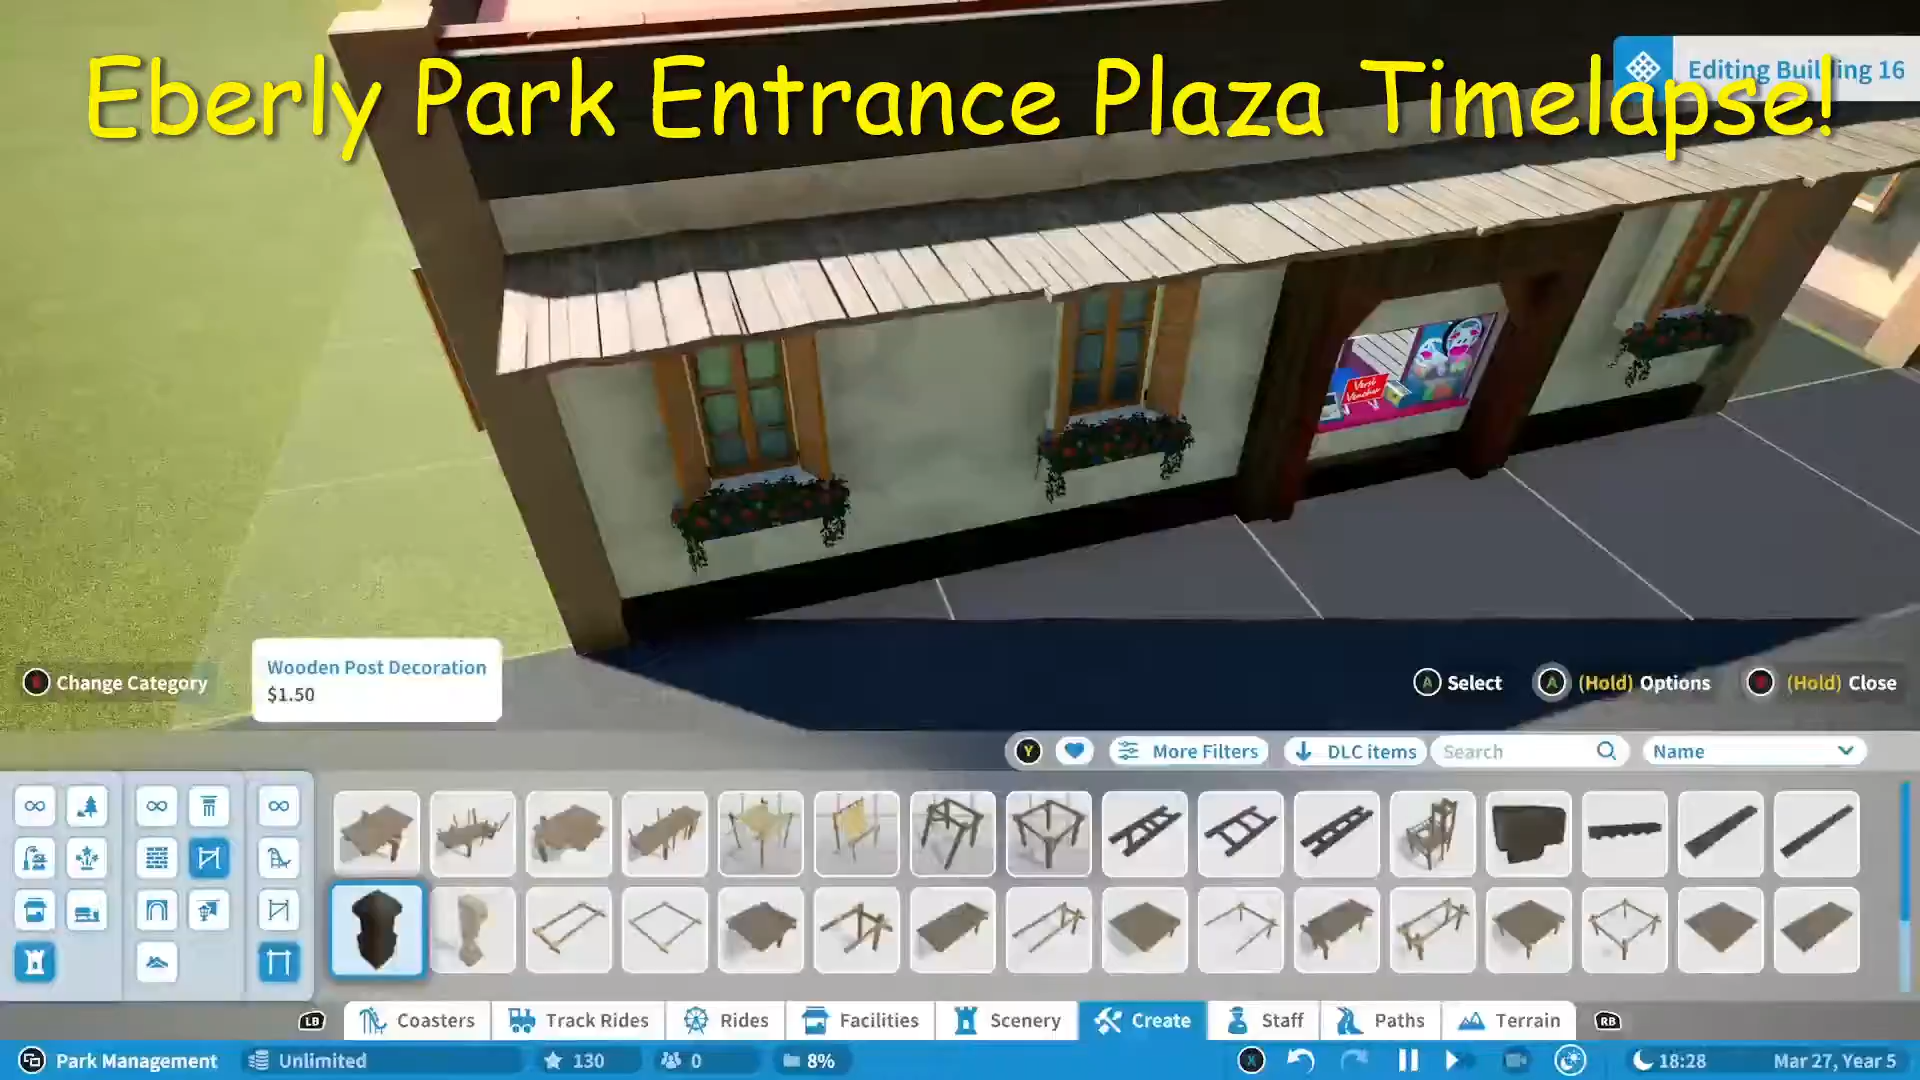 Eberly Park Entrance Plaza Timelapse!
Editing Building 16
Wooden Post Decoration
$1.50
Change Category
A Select
A (Hold) Options
(Hold) Close
Y
More Filters
DLC items
Search
Name
LB
Coasters
Track Rides
Rides
Facilities
Scenery
Create
Staff
Paths
Terrain
RB
Park Management
Unlimited
130
0
8%
X
18:28
Mar 27, Year 5